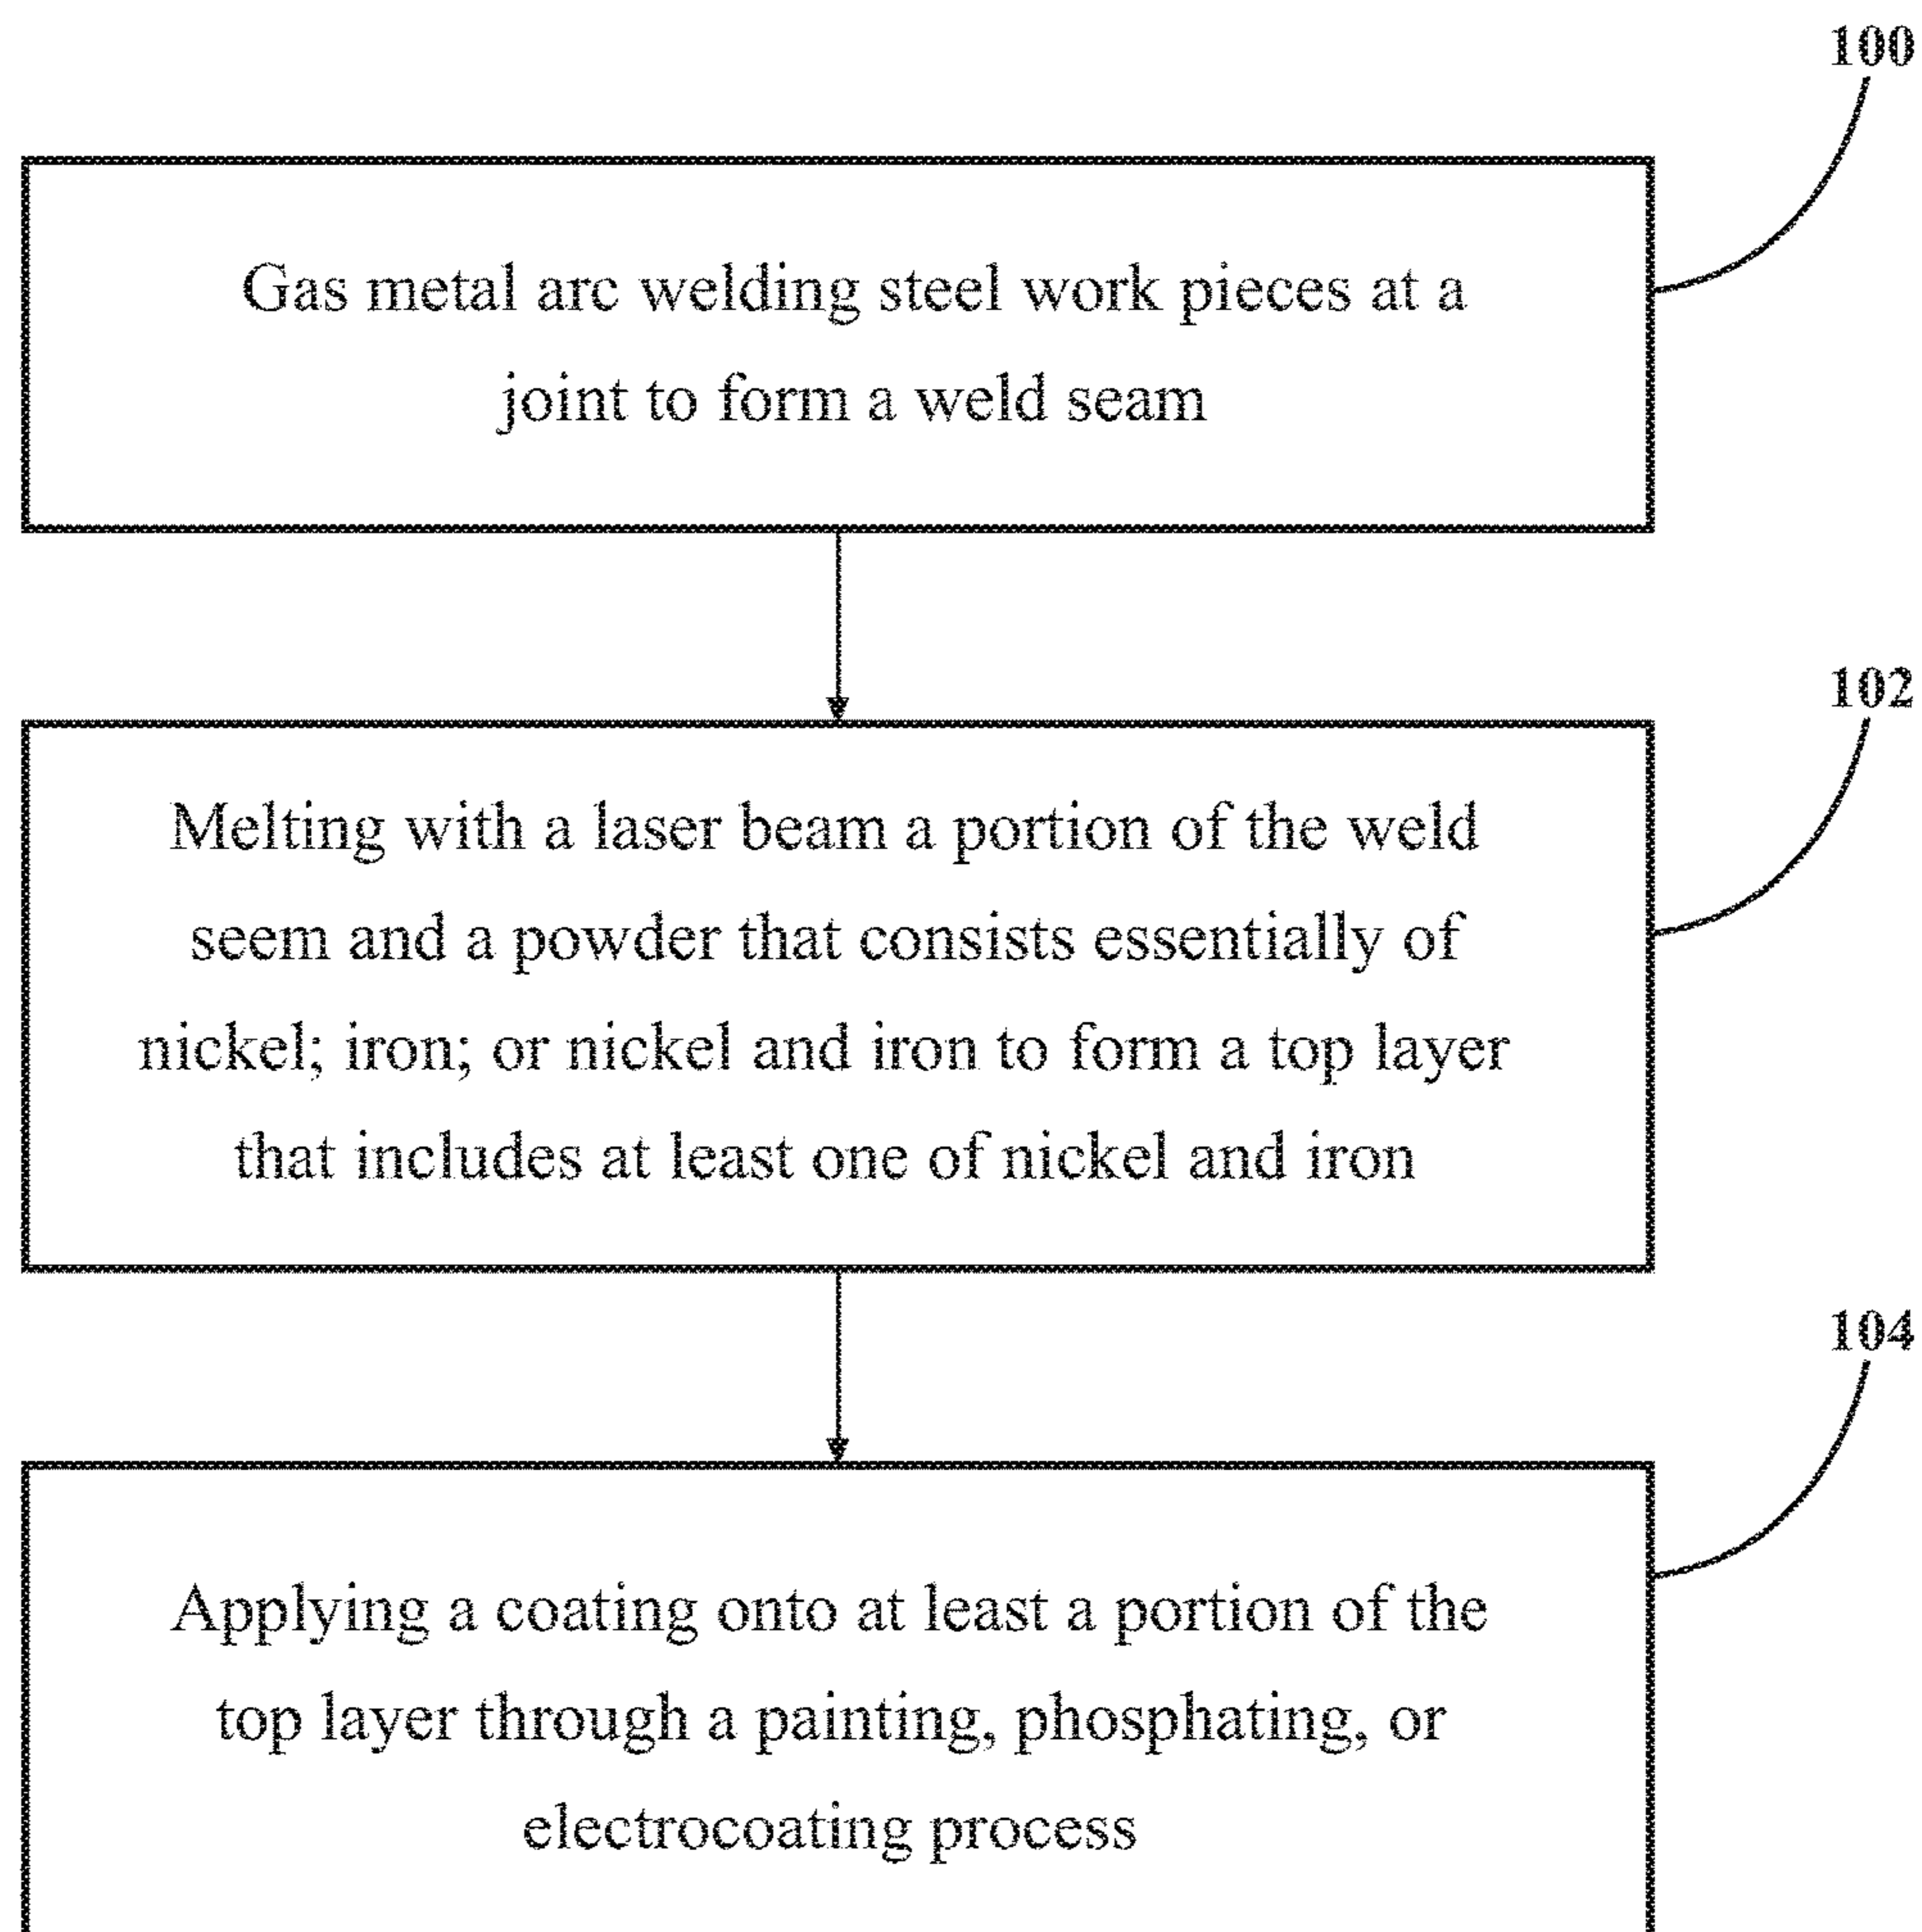 100
Gas metal arc welding steel work pieces at a
joint to form a weld seam
102
Melting with a laser beam a portion of the weld
seem and a powder that consists essentially of
nickel; iron; or nickel and iron to form a top layer
that includes at least one of nickel and iron
104
Applying a coating onto at least a portion of the
top layer through a painting, phosphating, or
electrocoating process